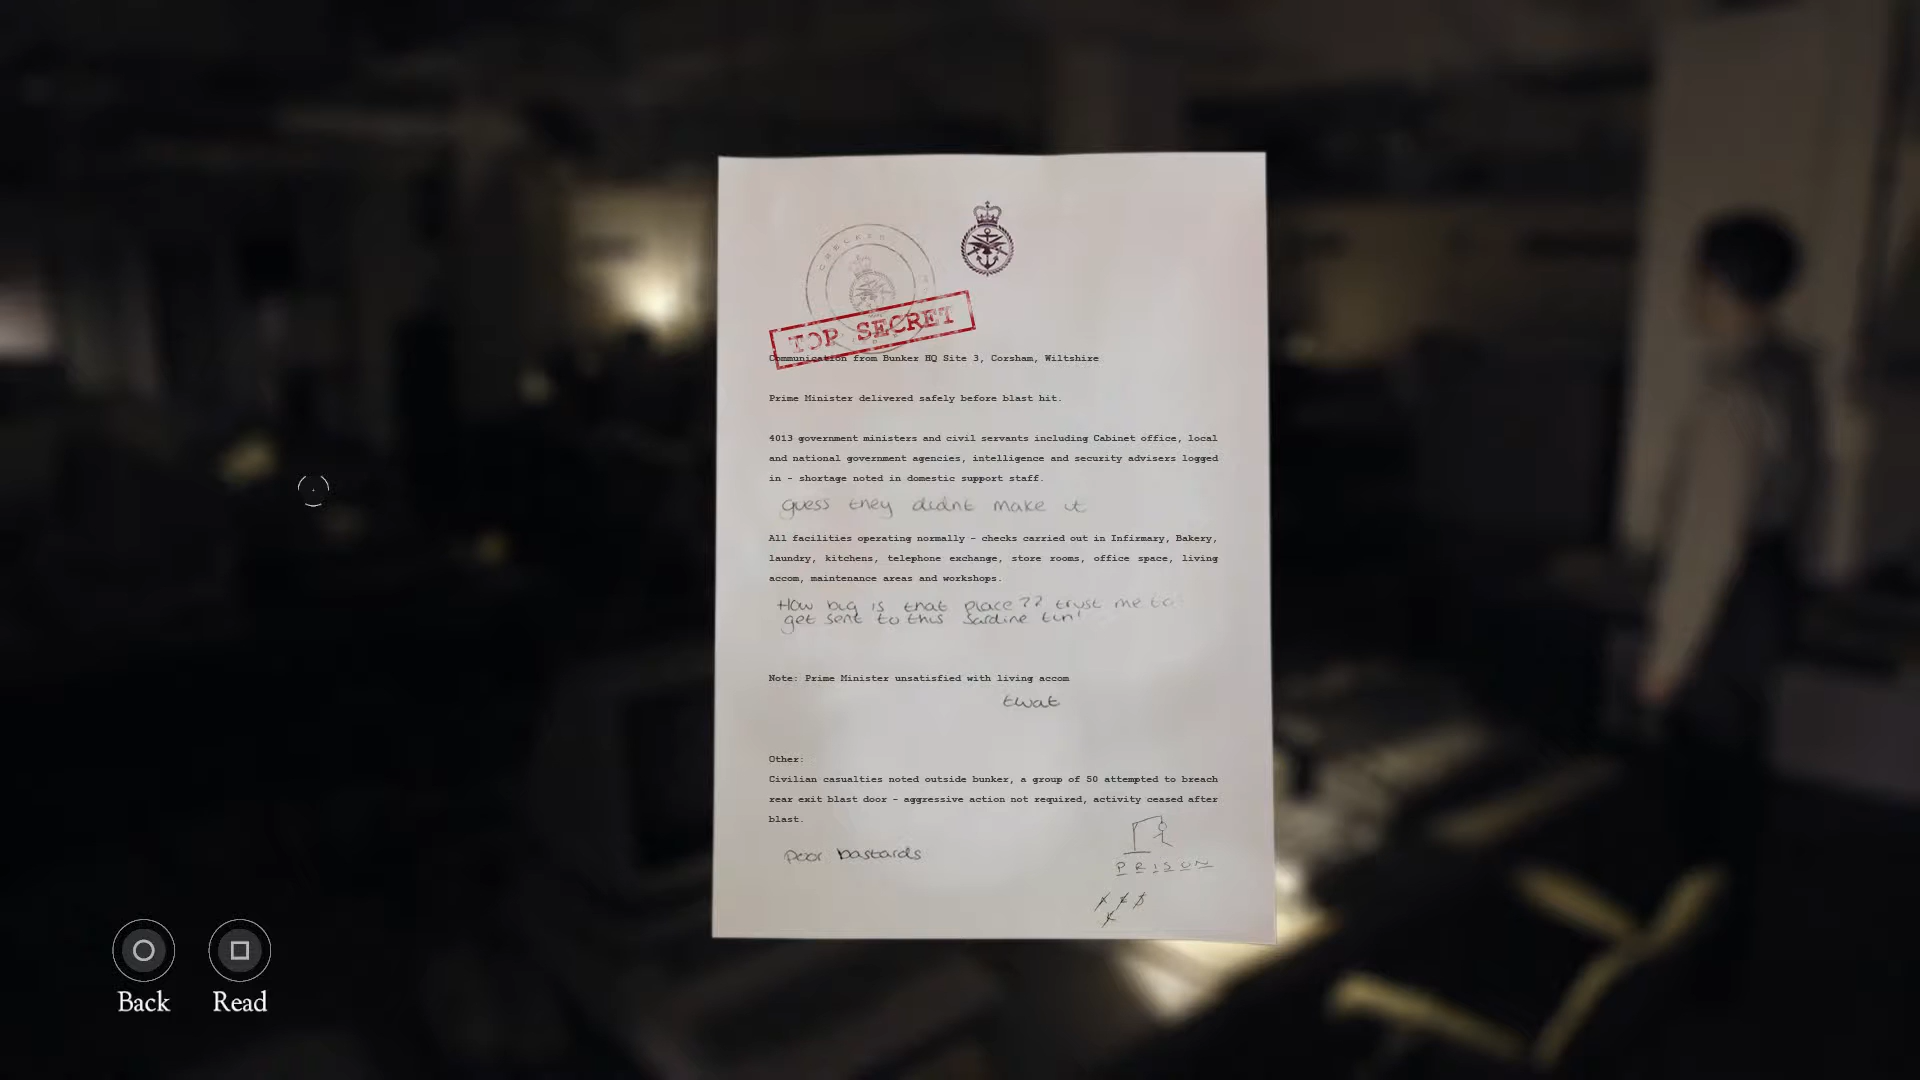 CHECKED
TOP SECRET
Communication from Bunker HQ Site 3, Corsham, Wiltshire
Prime Minister delivered safely before blast hit.
4013 government ministers and civil servants including Cabinet office, local
and national government agencies, intelligence and security advisers logged
in - shortage noted in domestic support staff.
guess they didnt make it
All facilities operating normally - checks carried out in Infirmary, Bakery,
laundry, kitchens, telephone exchange, store rooms, office space, living
accom, maintenance areas and workshops.
How big is that place?? trust me to
get sent to this sardine tin!
Note: Prime Minister unsatisfied with living accom
twat
Other:
Civilian casualties noted outside bunker, a group of 50 attempted to breach
rear exit blast door - aggressive action not required, activity ceased after
blast.
Poor bastards
PRISON
Back
Read